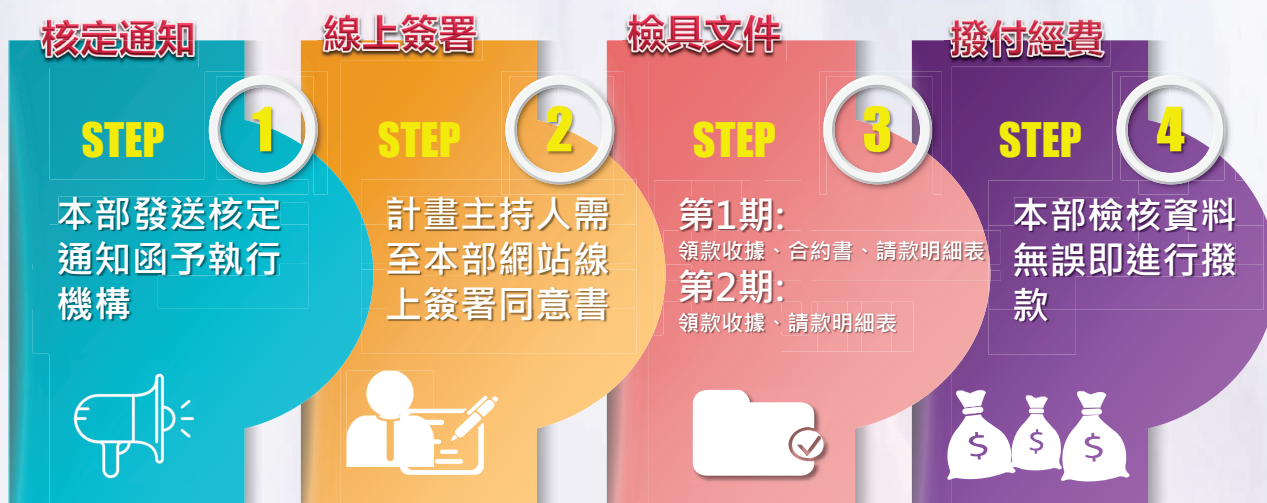 核定通知
STEP 1
本部發送核定
通知函予執行
機構
線上簽署
STEP 2
計畫主持人需
至本部網站線
上簽署同意書
檢具文件
STEP 3
第1期:
領款收據、合約書、請款明細表
第2期:
領款收據、請款明細表
撥付經費
STEP 4
本部檢核資料
無誤即進行撥
款
$ $ $